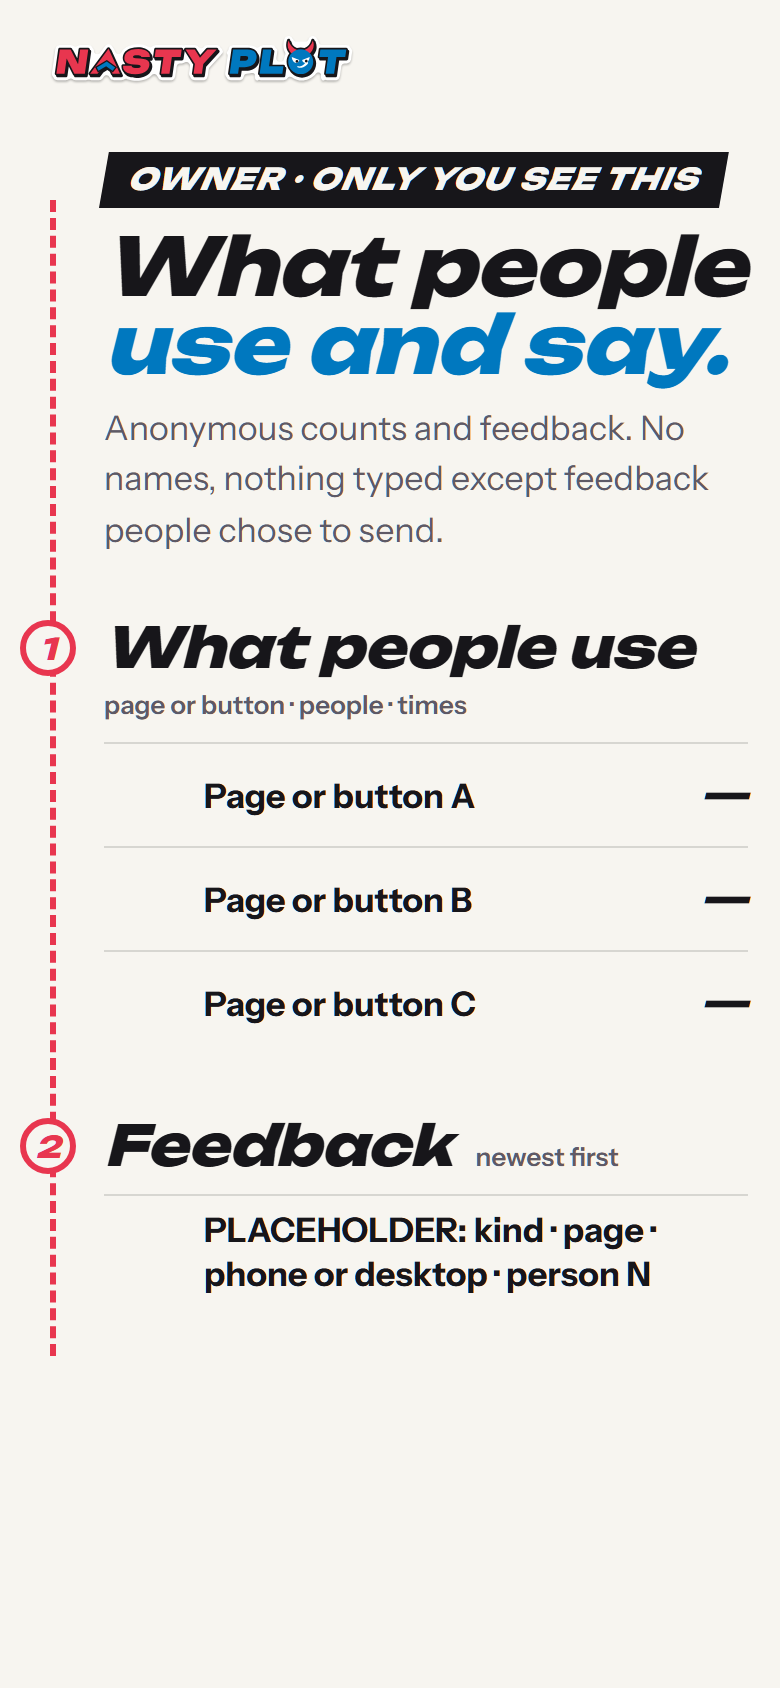 NASTY PLOT
OWNER · ONLY YOU SEE THIS
What people
use and say.
Anonymous counts and feedback. No
names, nothing typed except feedback
people chose to send.
1 What people use
page or button · people · times
Page or button A —
Page or button B —
Page or button C —
2 Feedback newest first
PLACEHOLDER: kind · page ·
phone or desktop · person N